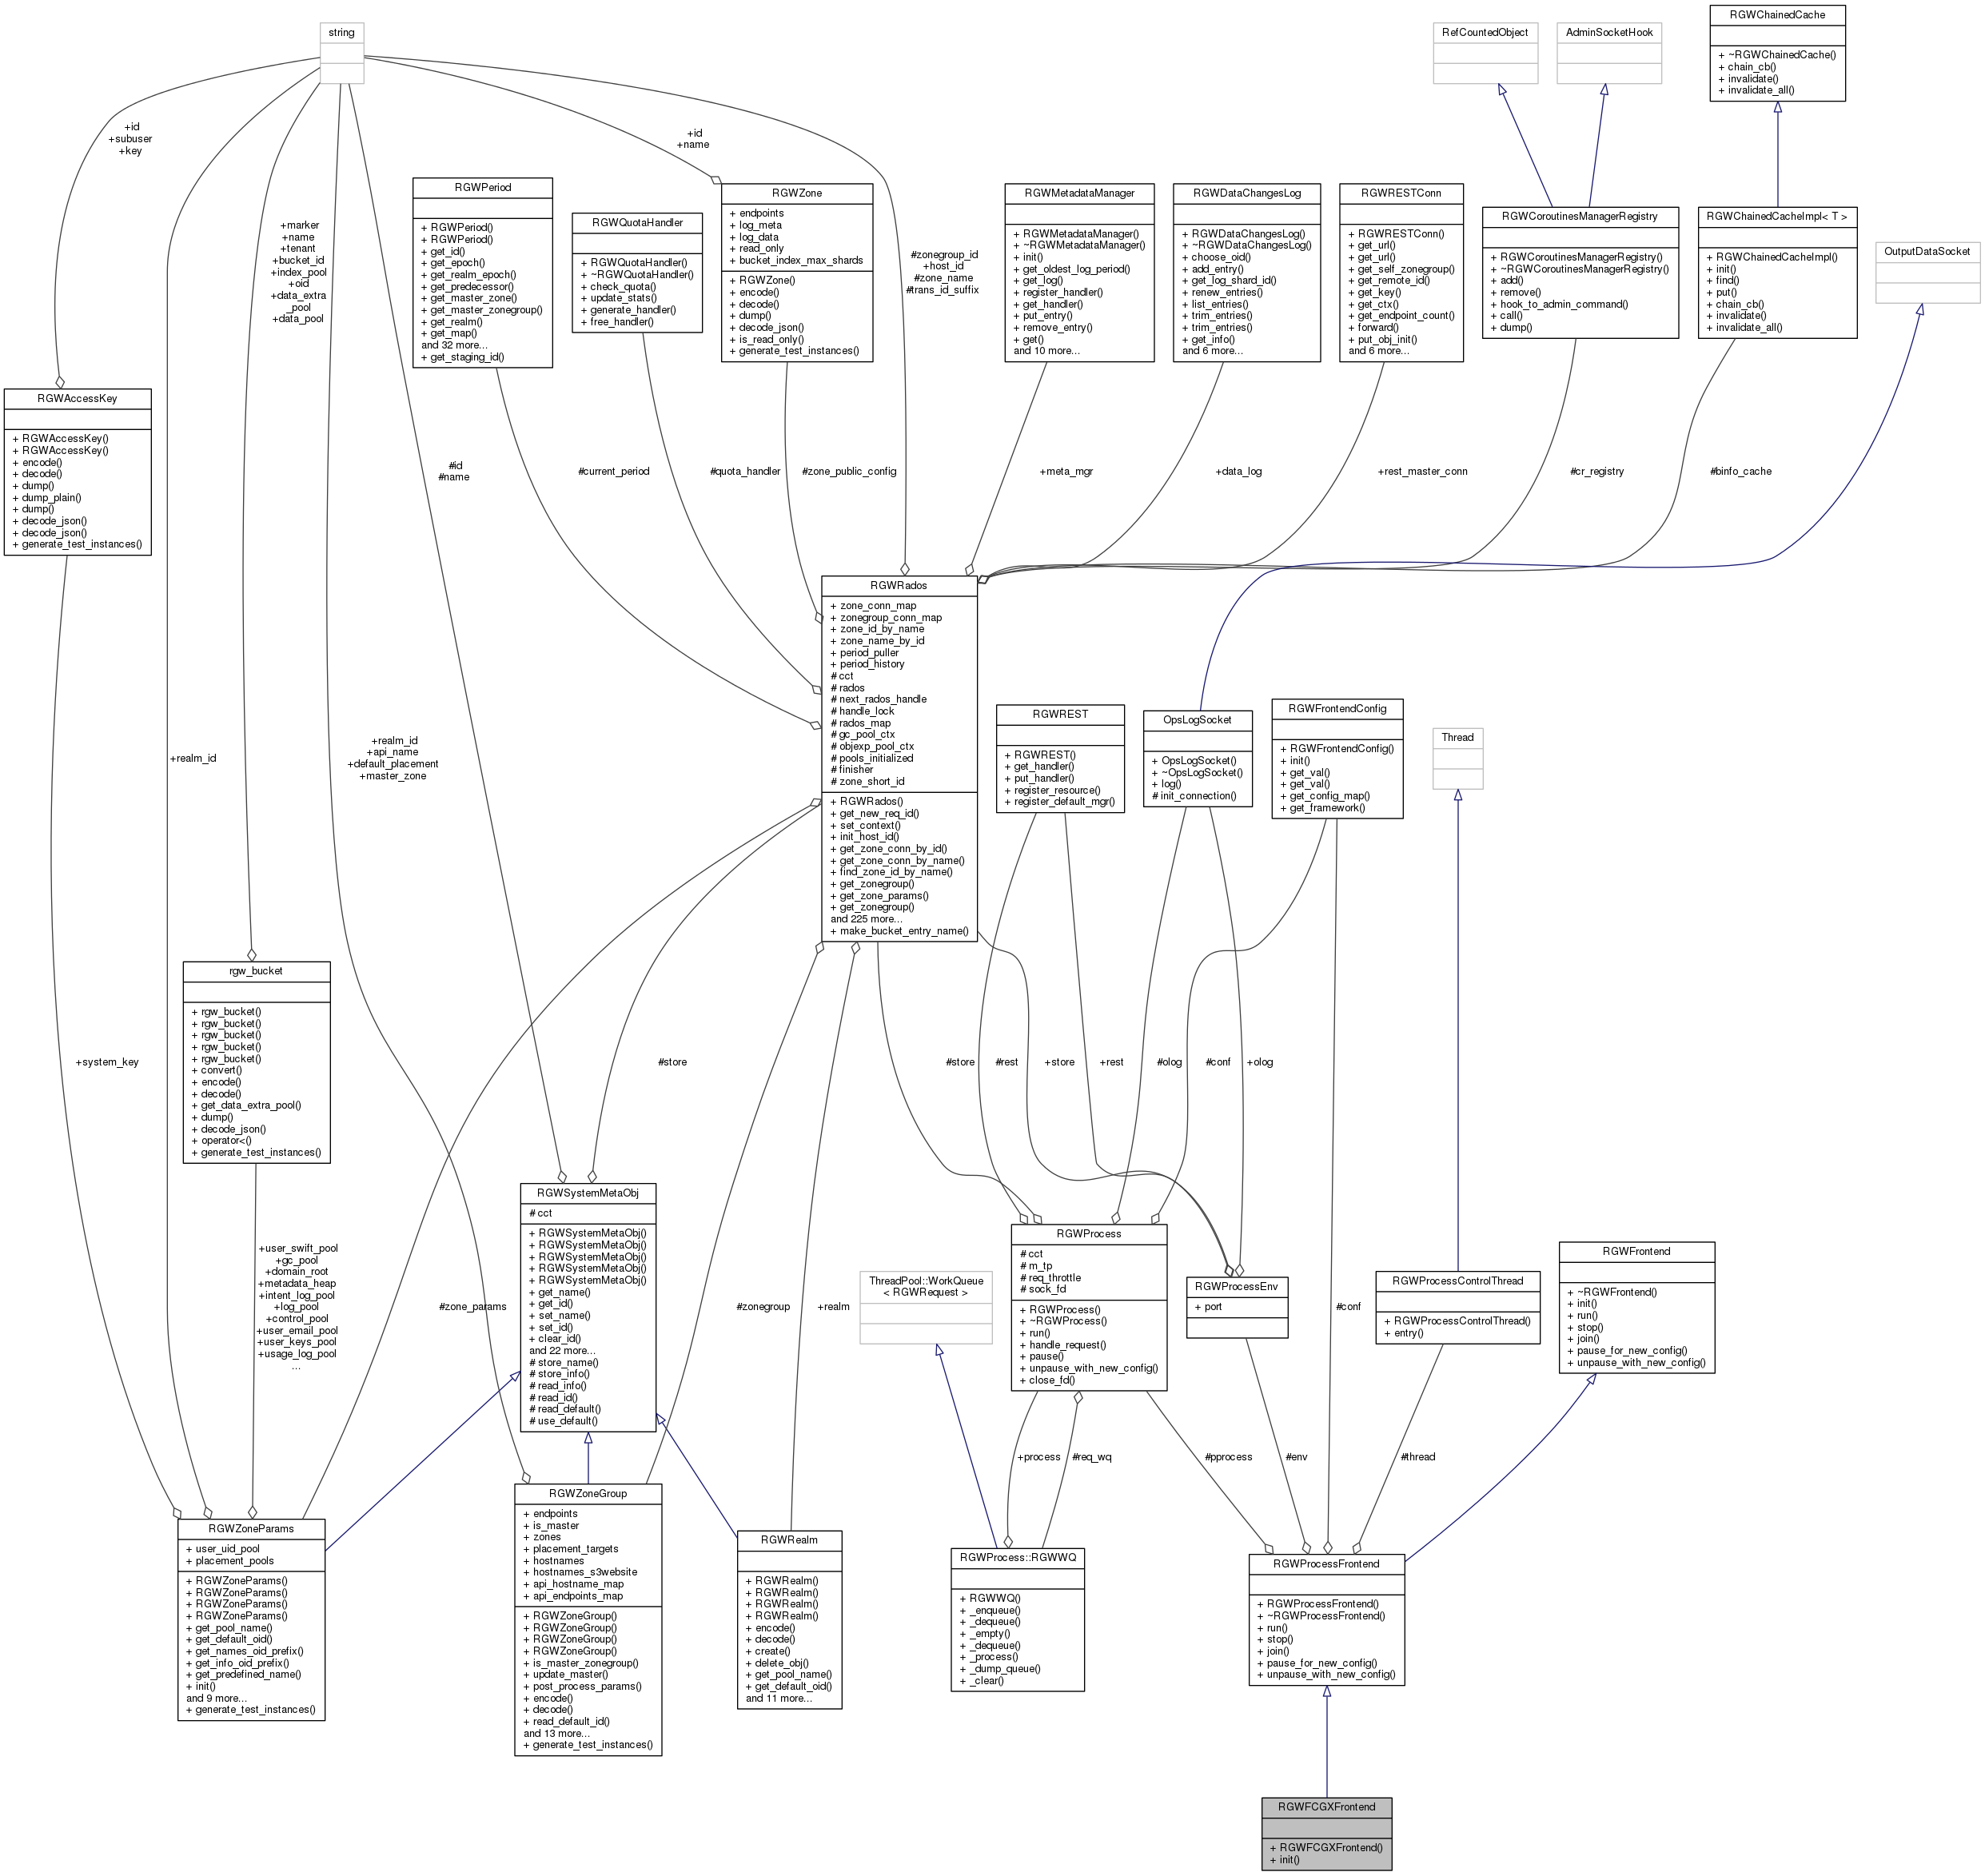 string
RefCountedObject
AdminSocketHook
RGWChainedCache
+ ~RGWChainedCache()
+ chain_cb()
+ invalidate()
+ invalidate_all()
+id
+subuser
+key
+id
+name
RGWPeriod
+ RGWPeriod()
+ RGWPeriod()
+ get_id()
+ get_epoch()
+ get_realm_epoch()
+ get_predecessor()
+ get_master_zone()
+ get_master_zonegroup()
+ get_realm()
+ get_map()
and 32 more...
+ get_staging_id()
RGWQuotaHandler
+ RGWQuotaHandler()
+ ~RGWQuotaHandler()
+ check_quota()
+ update_stats()
+ generate_handler()
+ free_handler()
RGWZone
+ endpoints
+ log_meta
+ log_data
+ read_only
+ bucket_index_max_shards
+ RGWZone()
+ encode()
+ decode()
+ dump()
+ decode_json()
+ is_read_only()
+ generate_test_instances()
#zonegroup_id
+host_id
#zone_name
#trans_id_suffix
RGWMetadataManager
+ RGWMetadataManager()
+ ~RGWMetadataManager()
+ init()
+ get_oldest_log_period()
+ get_log()
+ register_handler()
+ get_handler()
+ put_entry()
+ remove_entry()
+ get()
and 10 more...
RGWDataChangesLog
+ RGWDataChangesLog()
+ ~RGWDataChangesLog()
+ choose_oid()
+ add_entry()
+ get_log_shard_id()
+ renew_entries()
+ list_entries()
+ trim_entries()
+ trim_entries()
+ get_info()
and 6 more...
RGWRESTConn
+ RGWRESTConn()
+ get_url()
+ get_url()
+ get_self_zonegroup()
+ get_remote_id()
+ get_key()
+ get_ctx()
+ get_endpoint_count()
+ forward()
+ put_obj_init()
and 6 more...
RGWCoroutinesManagerRegistry
+ RGWCoroutinesManagerRegistry()
+ ~RGWCoroutinesManagerRegistry()
+ add()
+ remove()
+ hook_to_admin_command()
+ call()
+ dump()
RGWChainedCacheImpl< T >
+ RGWChainedCacheImpl()
+ init()
+ find()
+ put()
+ chain_cb()
+ invalidate()
+ invalidate_all()
OutputDataSocket
+marker
+name
+tenant
+bucket_id
+index_pool
+oid
+data_extra
_pool
+data_pool
RGWAccessKey
+ RGWAccessKey()
+ RGWAccessKey()
+ encode()
+ decode()
+ dump()
+ dump_plain()
+ dump()
+ decode_json()
+ decode_json()
+ generate_test_instances()
#id
#name
#current_period
#quota_handler
#zone_public_config
+meta_mgr
+data_log
+rest_master_conn
#cr_registry
#binfo_cache
RGWRados
+ zone_conn_map
+ zonegroup_conn_map
+ zone_id_by_name
+ zone_name_by_id
+ period_puller
+ period_history
# cct
# rados
# next_rados_handle
# handle_lock
# rados_map
# gc_pool_ctx
# objexp_pool_ctx
# pools_initialized
# finisher
# zone_short_id
+ RGWRados()
+ get_new_req_id()
+ set_context()
+ init_host_id()
+ get_zone_conn_by_id()
+ get_zone_conn_by_name()
+ find_zone_id_by_name()
+ get_zonegroup()
+ get_zone_params()
+ get_zonegroup()
and 225 more...
+ make_bucket_entry_name()
+realm_id
+realm_id
+api_name
+default_placement
+master_zone
RGWREST
+ RGWREST()
+ get_handler()
+ put_handler()
+ register_resource()
+ register_default_mgr()
OpsLogSocket
+ OpsLogSocket()
+ ~OpsLogSocket()
+ log()
# init_connection()
RGWFrontendConfig
+ RGWFrontendConfig()
+ init()
+ get_val()
+ get_val()
+ get_config_map()
+ get_framework()
Thread
rgw_bucket
+ rgw_bucket()
+ rgw_bucket()
+ rgw_bucket()
+ rgw_bucket()
+ rgw_bucket()
+ convert()
+ encode()
+ decode()
+ get_data_extra_pool()
+ dump()
+ decode_json()
+ operator<()
+ generate_test_instances()
+system_key
#store
#store
#rest
+store
+rest
#olog
#conf
+olog
RGWSystemMetaObj
# cct
+ RGWSystemMetaObj()
+ RGWSystemMetaObj()
+ RGWSystemMetaObj()
+ RGWSystemMetaObj()
+ RGWSystemMetaObj()
+ get_name()
+ get_id()
+ set_name()
+ set_id()
+ clear_id()
and 22 more...
# store_name()
# store_info()
# read_info()
# read_id()
# read_default()
# use_default()
+user_swift_pool
+gc_pool
+domain_root
+metadata_heap
+intent_log_pool
+log_pool
+control_pool
+user_email_pool
+user_keys_pool
+usage_log_pool
...
#zone_params
#zonegroup
+realm
ThreadPool::WorkQueue
< RGWRequest >
RGWProcess
# cct
# m_tp
# req_throttle
# sock_fd
+ RGWProcess()
+ ~RGWProcess()
+ run()
+ handle_request()
+ pause()
+ unpause_with_new_config()
+ close_fd()
RGWProcessEnv
+ port
#conf
RGWProcessControlThread
+ RGWProcessControlThread()
+ entry()
RGWFrontend
+ ~RGWFrontend()
+ init()
+ run()
+ stop()
+ join()
+ pause_for_new_config()
+ unpause_with_new_config()
+process
#req_wq
#pprocess
#env
#thread
RGWZoneParams
+ user_uid_pool
+ placement_pools
+ RGWZoneParams()
+ RGWZoneParams()
+ RGWZoneParams()
+ RGWZoneParams()
+ get_pool_name()
+ get_default_oid()
+ get_names_oid_prefix()
+ get_info_oid_prefix()
+ get_predefined_name()
+ init()
and 9 more...
+ generate_test_instances()
RGWZoneGroup
+ endpoints
+ is_master
+ zones
+ placement_targets
+ hostnames
+ hostnames_s3website
+ api_hostname_map
+ api_endpoints_map
+ RGWZoneGroup()
+ RGWZoneGroup()
+ RGWZoneGroup()
+ RGWZoneGroup()
+ is_master_zonegroup()
+ update_master()
+ post_process_params()
+ encode()
+ decode()
+ read_default_id()
and 13 more...
+ generate_test_instances()
RGWRealm
+ RGWRealm()
+ RGWRealm()
+ RGWRealm()
+ RGWRealm()
+ encode()
+ decode()
+ create()
+ delete_obj()
+ get_pool_name()
+ get_default_oid()
and 11 more...
RGWProcess::RGWWQ
+ RGWWQ()
+ _enqueue()
+ _dequeue()
+ _empty()
+ _dequeue()
+ _process()
+ _dump_queue()
+ _clear()
RGWProcessFrontend
+ RGWProcessFrontend()
+ ~RGWProcessFrontend()
+ run()
+ stop()
+ join()
+ pause_for_new_config()
+ unpause_with_new_config()
RGWFCGXFrontend
+ RGWFCGXFrontend()
+ init()